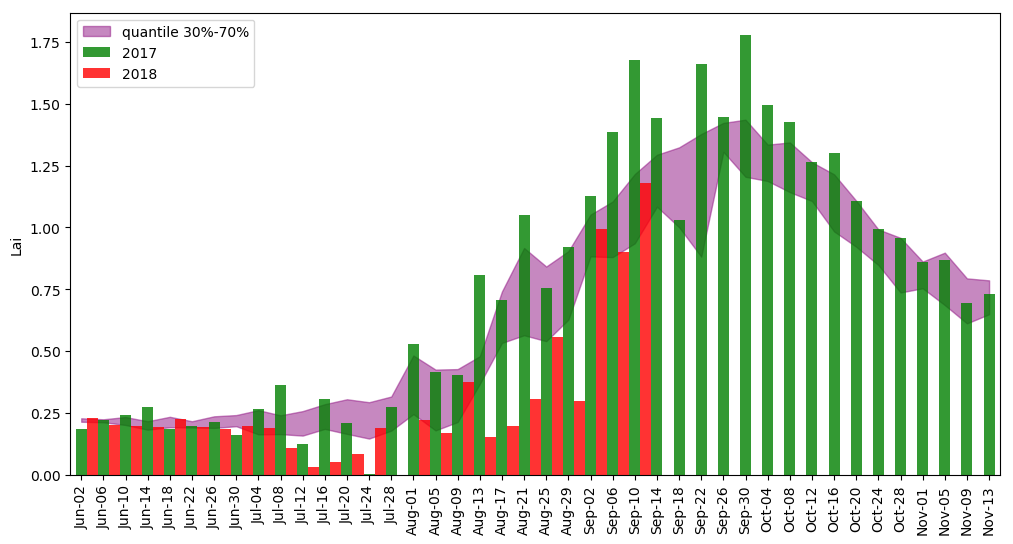 quantile 30%-70%
2017
2018
Lai
1.75
1.50
1.25
1.00
0.75
0.50
0.25
0.00
Jun-02
Jun-06
Jun-10
Jun-14
Jun-18
Jun-22
Jun-26
Jun-30
Jul-04
Jul-08
Jul-12
Jul-16
Jul-20
Jul-24
Jul-28
Aug-01
Aug-05
Aug-09
Aug-13
Aug-17
Aug-21
Aug-25
Aug-29
Sep-02
Sep-06
Sep-10
Sep-14
Sep-18
Sep-22
Sep-26
Sep-30
Oct-04
Oct-08
Oct-12
Oct-16
Oct-20
Oct-24
Oct-28
Nov-01
Nov-05
Nov-09
Nov-13